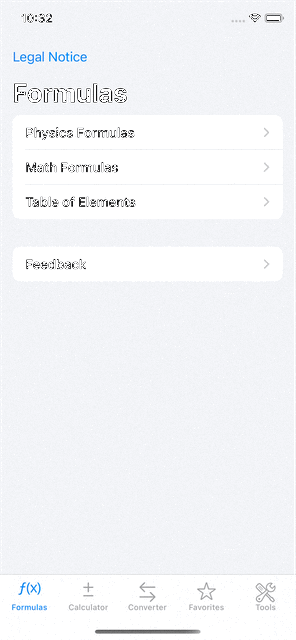 10:32
Legal Notice
Formulas
Physics Formulas
Math Formulas
Table of Elements
Feedback
f(x)
Formulas Calculator Converter Favorites Tools